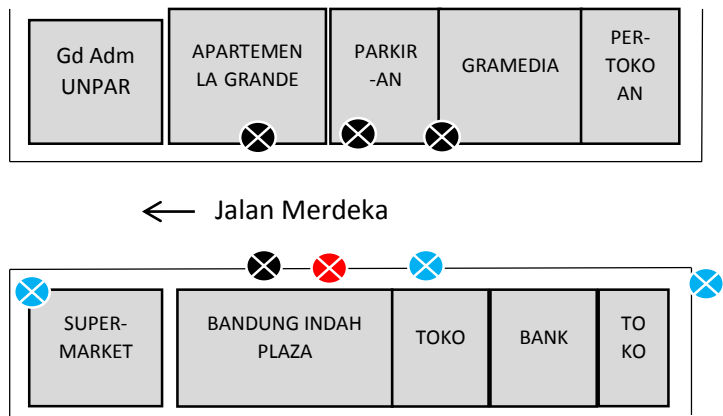 Gd Adm
UNPAR
APARTEMEN
LA GRANDE
PARKIR
-AN
GRAMEDIA
PER-
TOKO
AN
Jalan Merdeka
SUPER-
MARKET
BANDUNG INDAH
PLAZA
TOKO
BANK
TO
KO